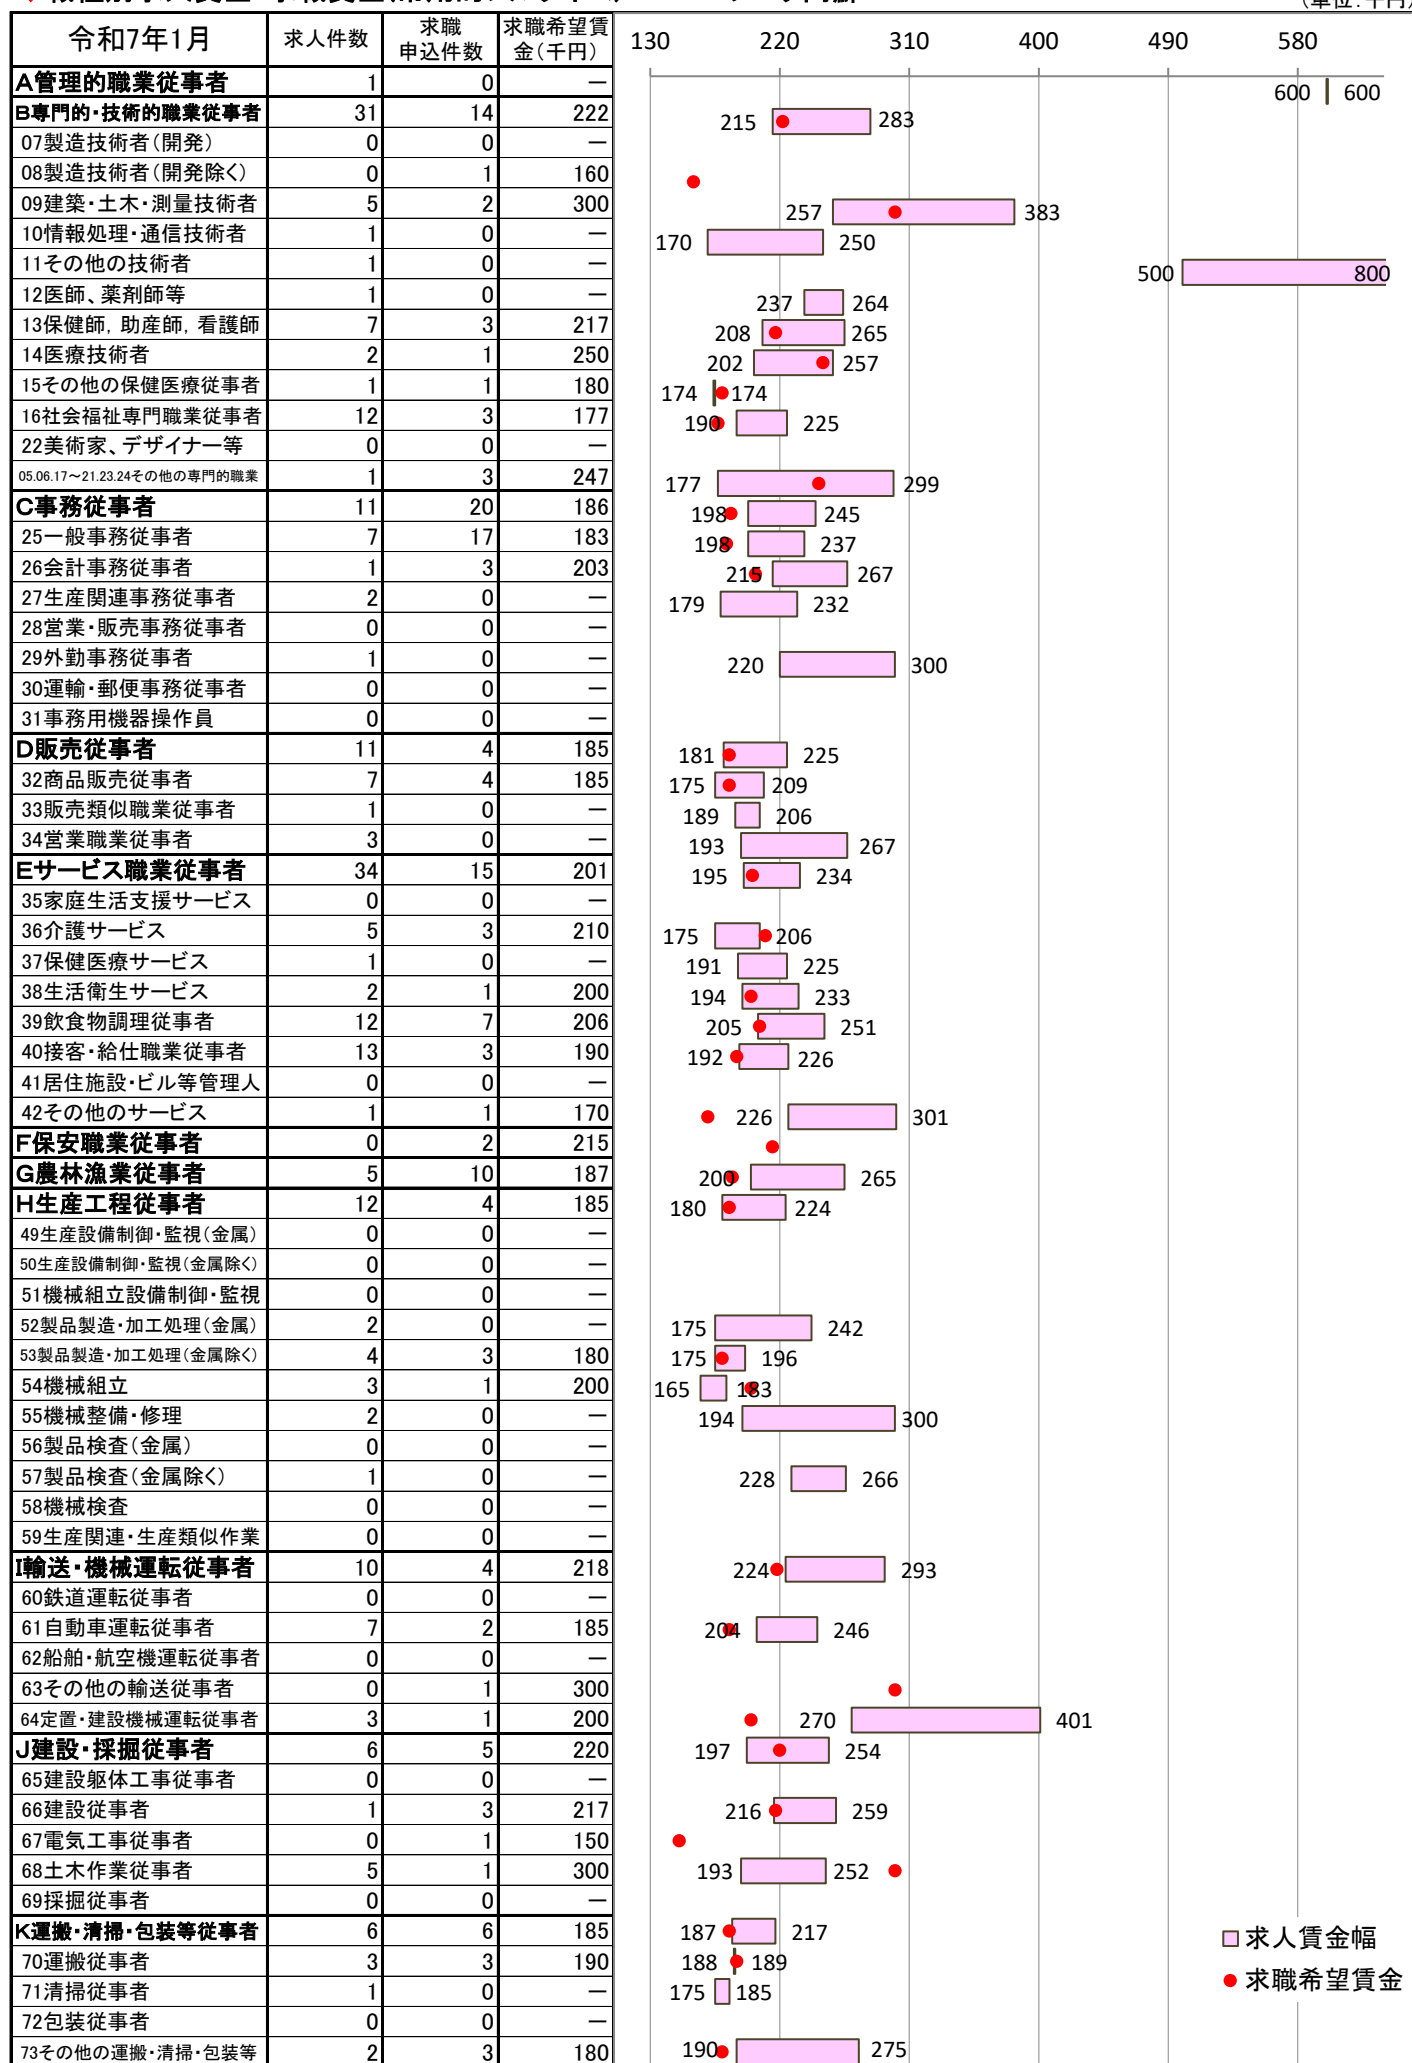 (単位:千円)
令和7年1月 求人件数 求職申込件数 求職希望賃金(千円) 130 220 310 400 490 580
A管理的職業従事者 1 0 ― 600 600
B専門的・技術的職業従事者 31 14 222 215 283
07製造技術者(開発) 0 0 ―
08製造技術者(開発除く) 0 1 160
09建築・土木・測量技術者 5 2 300 257 383
10情報処理・通信技術者 1 0 ― 170 250
11その他の技術者 1 0 ― 500 800
12医師、薬剤師等 1 0 ― 237 264
13保健師, 助産師, 看護師 7 3 217 208 265
14医療技術者 2 1 250 202 257
15その他の保健医療従事者 1 1 180 174 174
16社会福祉専門職業従事者 12 3 177 190 225
22美術家、デザイナー等 0 0 ―
05.06.17～21.23.24その他の専門的職業 1 3 247 177 299
C事務従事者 11 20 186 198 245
25一般事務従事者 7 17 183 198 237
26会計事務従事者 1 3 203 215 267
27生産関連事務従事者 2 0 ― 179 232
28営業・販売事務従事者 0 0 ―
29外勤事務従事者 1 0 ― 220 300
30運輸・郵便事務従事者 0 0 ―
31事務用機器操作員 0 0 ―
D販売従事者 11 4 185 181 225
32商品販売従事者 7 4 185 175 209
33販売類似職業従事者 1 0 ― 189 206
34営業職業従事者 3 0 ― 193 267
Eサービス職業従事者 34 15 201 195 234
35家庭生活支援サービス 0 0 ―
36介護サービス 5 3 210 175 206
37保健医療サービス 1 0 ― 191 225
38生活衛生サービス 2 1 200 194 233
39飲食物調理従事者 12 7 206 205 251
40接客・給仕職業従事者 13 3 190 192 226
41居住施設・ビル等管理人 0 0 ―
42その他のサービス 1 1 170 226 301
F保安職業従事者 0 2 215
G農林漁業従事者 5 10 187 200 265
H生産工程従事者 12 4 185 180 224
49生産設備制御・監視(金属) 0 0 ―
50生産設備制御・監視(金属除く) 0 0 ―
51機械組立設備制御・監視 0 0 ―
52製品製造・加工処理(金属) 2 0 ― 175 242
53製品製造・加工処理(金属除く) 4 3 180 175 196
54機械組立 3 1 200 165 183
55機械整備・修理 2 0 ― 194 300
56製品検査(金属) 0 0 ―
57製品検査(金属除く) 1 0 ― 228 266
58機械検査 0 0 ―
59生産関連・生産類似作業 0 0 ―
I輸送・機械運転従事者 10 4 218 224 293
60鉄道運転従事者 0 0 ―
61自動車運転従事者 7 2 185 204 246
62船舶・航空機運転従事者 0 0 ―
63その他の輸送従事者 0 1 300
64定置・建設機械運転従事者 3 1 200 270 401
J建設・採掘従事者 6 5 220 197 254
65建設躯体工事従事者 0 0 ―
66建設従事者 1 3 217 216 259
67電気工事従事者 0 1 150
68土木作業従事者 5 1 300 193 252
69採掘従事者 0 0 ―
K運搬・清掃・包装等従事者 6 6 185 187 217
70運搬従事者 3 3 190 188 189
71清掃従事者 1 0 ― 175 185
72包装従事者 0 0 ―
73その他の運搬・清掃・包装等 2 3 180 190 275
求人賃金幅
求職希望賃金